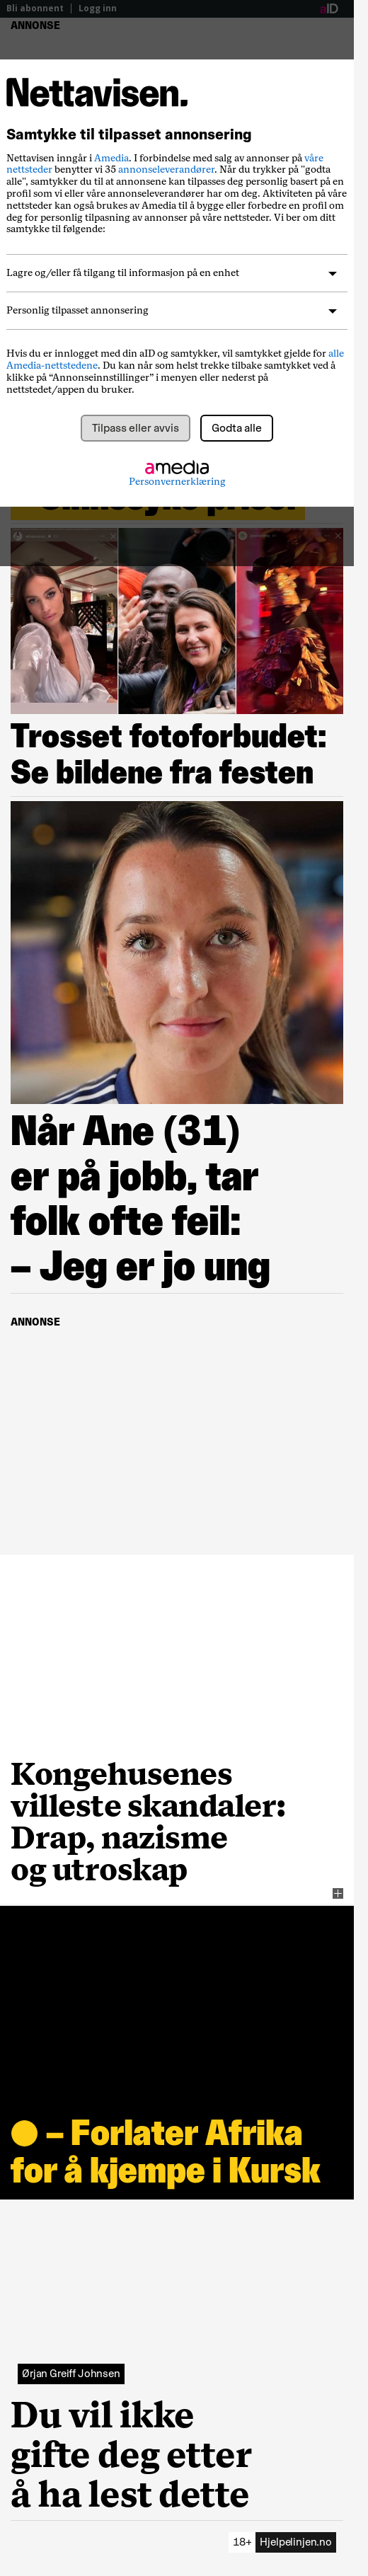 Bli abonnent | Logg inn
aID
ANNONSE
Nettavisen.
Samtykke til tilpasset annonsering
Nettavisen inngår i Amedia. I forbindelse med salg av annonser på våre
nettsteder benytter vi 35 annonseleverandører. Når du trykker på "godta
alle", samtykker du til at annonsene kan tilpasses deg personlig basert på en
profil som vi eller våre annonseleverandører har om deg. Aktiviteten på våre
nettsteder kan også brukes av Amedia til å bygge eller forbedre en profil om
deg for personlig tilpasning av annonser på våre nettsteder. Vi ber om ditt
samtykke til følgende:
Lagre og/eller få tilgang til informasjon på en enhet
Personlig tilpasset annonsering
Hvis du er innlogget med din aID og samtykker, vil samtykket gjelde for alle
Amedia-nettstedene. Du kan når som helst trekke tilbake samtykket ved å
klikke på “Annonseinnstillinger” i menyen eller nederst på
nettstedet/appen du bruker.
Tilpass eller avvis
Godta alle
amedia
Personvernerklæring
Trosset fotoforbudet:
Se bildene fra festen
Når Ane (31)
er på jobb, tar
folk ofte feil:
– Jeg er jo ung
ANNONSE
Kongehusenes
villeste skandaler:
Drap, nazisme
og utroskap
– Forlater Afrika
for å kjempe i Kursk
Ørjan Greiff Johnsen
Du vil ikke
gifte deg etter
å ha lest dette
18+ Hjelpelinjen.no